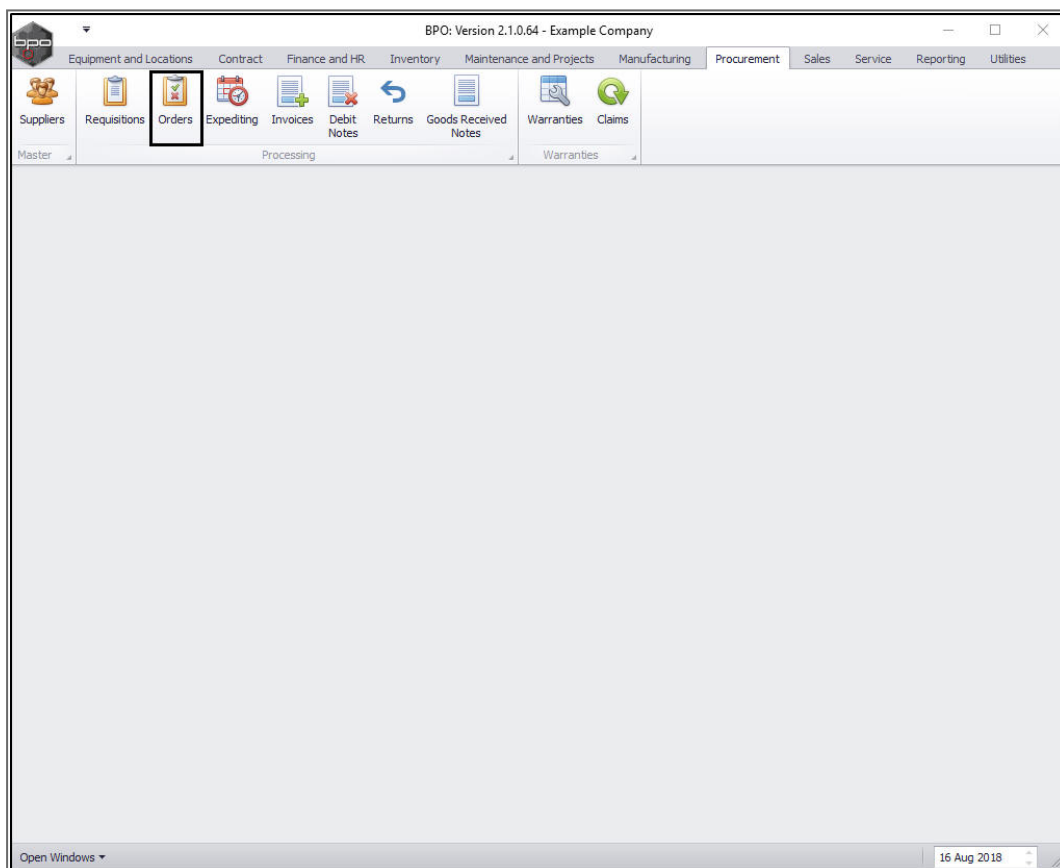 BPO: Version 2.1.0.64 - Example Company
bpo
Equipment and Locations Contract Finance and HR Inventory Maintenance and Projects Manufacturing Procurement Sales Service Reporting Utilities
Suppliers Requisitions Orders Expediting Invoices Debit Notes Returns Goods Received Notes Warranties Claims
Master Processing Warranties
Open Windows 16 Aug 2018